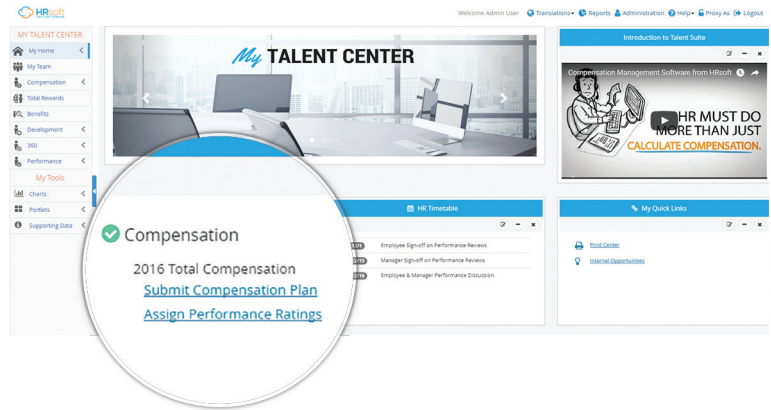 HRsoft
Welcome Admin User Translations Reports Administration Help Proxy As Logout
MY TALENT CENTER
My Home
My Team
Compensation
Total Rewards
Benefits
Development
360
Performance
My Tools
Charts
Portlets
Supporting Data
My TALENT CENTER
Introduction to Talent Suite
Compensation Management Software from HRsoft
HR MUST DO
MORE THAN JUST
CALCULATE COMPENSATION.
Compensation
2016 Total Compensation
Submit Compensation Plan
Assign Performance Ratings
HR Timetable
Employee Sign-off on Performance Reviews
Manager Sign-off on Performance Reviews
Employee & Manager Performance Discussion
My Quick Links
Print Center
Internal Opportunities